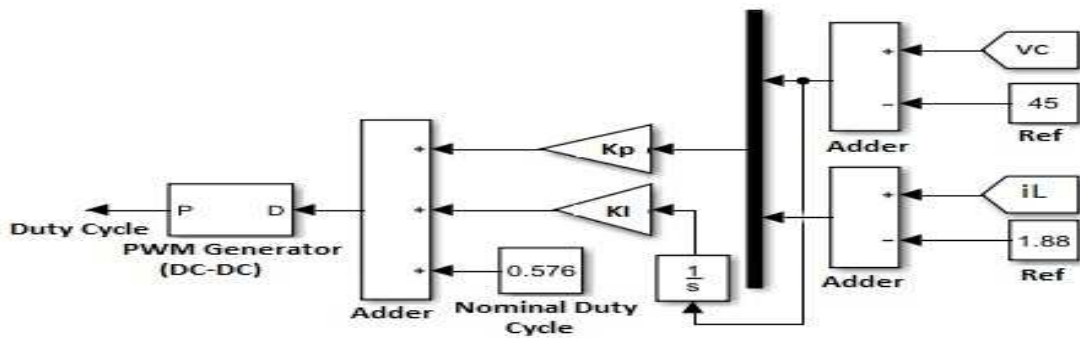 vc
+
−
45
Adder
Ref
+
−
iL
1.88
Adder
Ref
Kp
KI
1
s
+
+
+
Adder
0.576
Nominal Duty
Cycle
P
D
PWM Generator
(DC-DC)
Duty Cycle